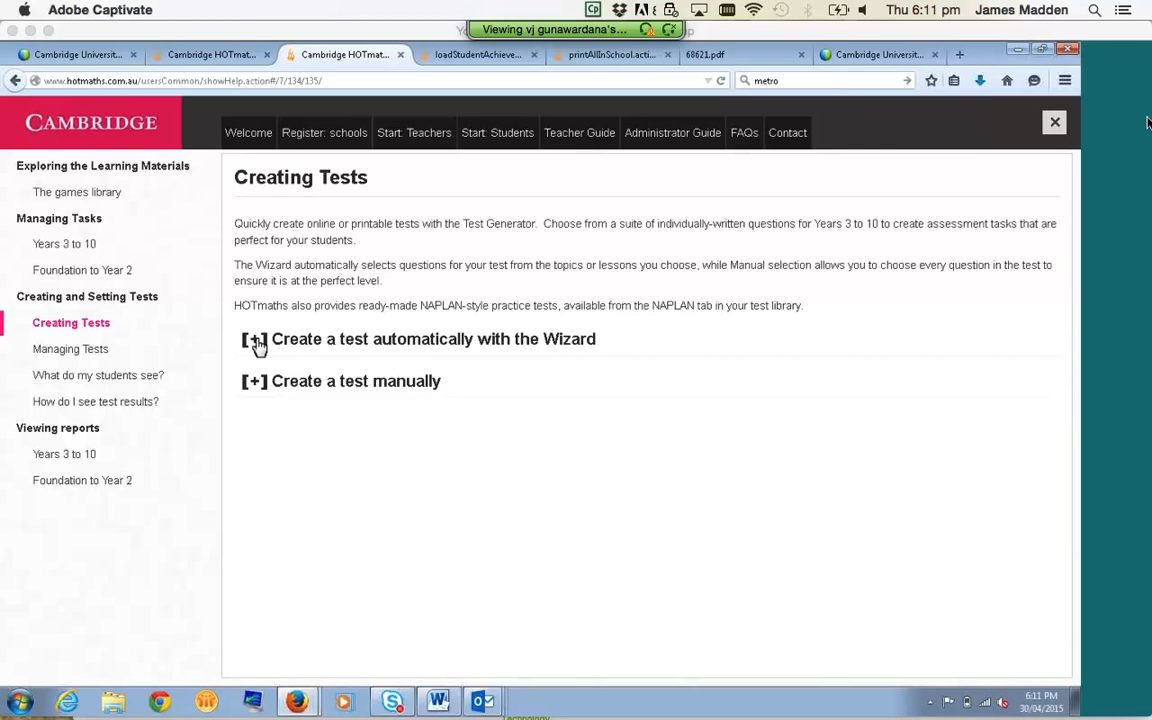 Adobe Captivate
Thu 6:11 pm James Madden
Viewing vj gunawardana's...
Cambridge Universit...
Cambridge HOTmat...
Cambridge HOTmat...
loadStudentAchieve...
printAllInSchool.acti...
68621.pdf
Cambridge Universit...
www.hotmaths.com.au/usersCommon/showHelp.action#/7/134/135/
metro
CAMBRIDGE
Welcome
Register: schools
Start: Teachers
Start: Students
Teacher Guide
Administrator Guide
FAQs
Contact
Exploring the Learning Materials
The games library
Managing Tasks
Years 3 to 10
Foundation to Year 2
Creating and Setting Tests
Creating Tests
Managing Tests
What do my students see?
How do I see test results?
Viewing reports
Years 3 to 10
Foundation to Year 2
Creating Tests
Quickly create online or printable tests with the Test Generator. Choose from a suite of individually-written questions for Years 3 to 10 to create assessment tasks that are
perfect for your students.
The Wizard automatically selects questions for your test from the topics or lessons you choose, while Manual selection allows you to choose every question in the test to
ensure it is at the perfect level.
HOTmaths also provides ready-made NAPLAN-style practice tests, available from the NAPLAN tab in your test library.
[+] Create a test automatically with the Wizard
[+] Create a test manually
6:11 PM
30/04/2015